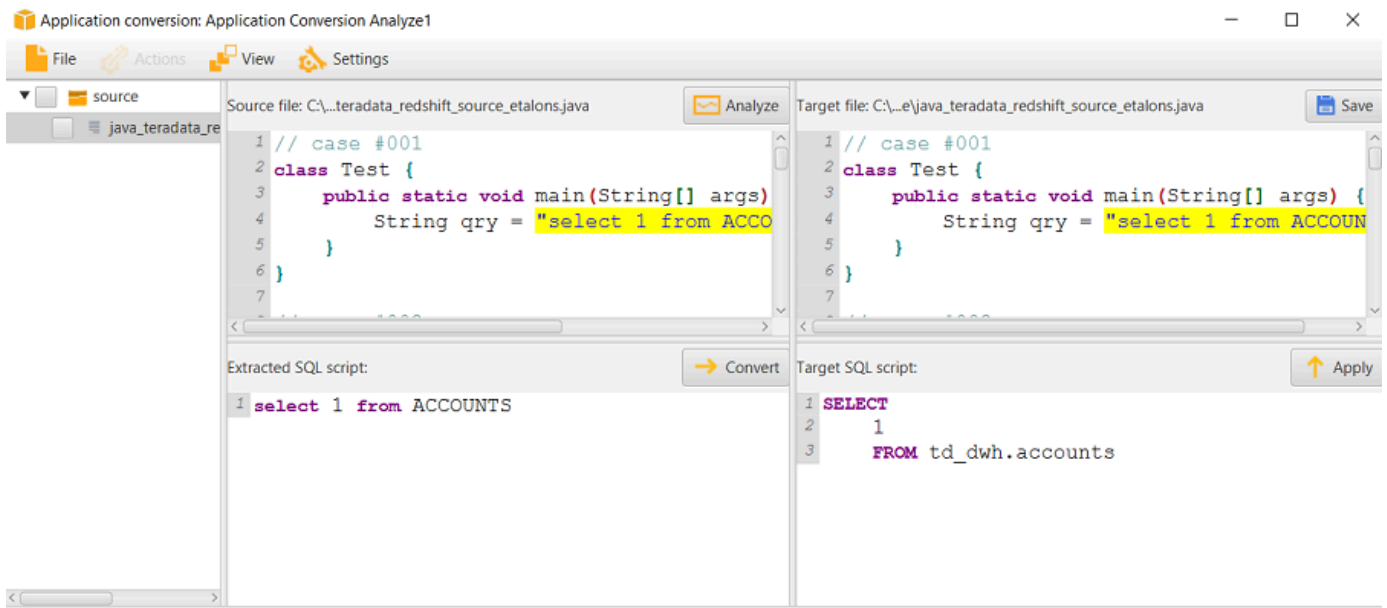 Application conversion: Application Conversion Analyze1
File Actions View Settings
source
java_teradata_re
Source file: C:\...teradata_redshift_source_etalons.java
Analyze
1 // case #001
2 class Test {
3 public static void main(String[] args)
4 String qry = "select 1 from ACCO
5 }
6 }
7
Target file: C:\...e\java_teradata_redshift_source_etalons.java
Save
1 // case #001
2 class Test {
3 public static void main(String[] args) {
4 String qry = "select 1 from ACCOUN
5 }
6 }
7
Extracted SQL script:
Convert
1 select 1 from ACCOUNTS
Target SQL script:
Apply
1 SELECT
2 1
3 FROM td_dwh.accounts